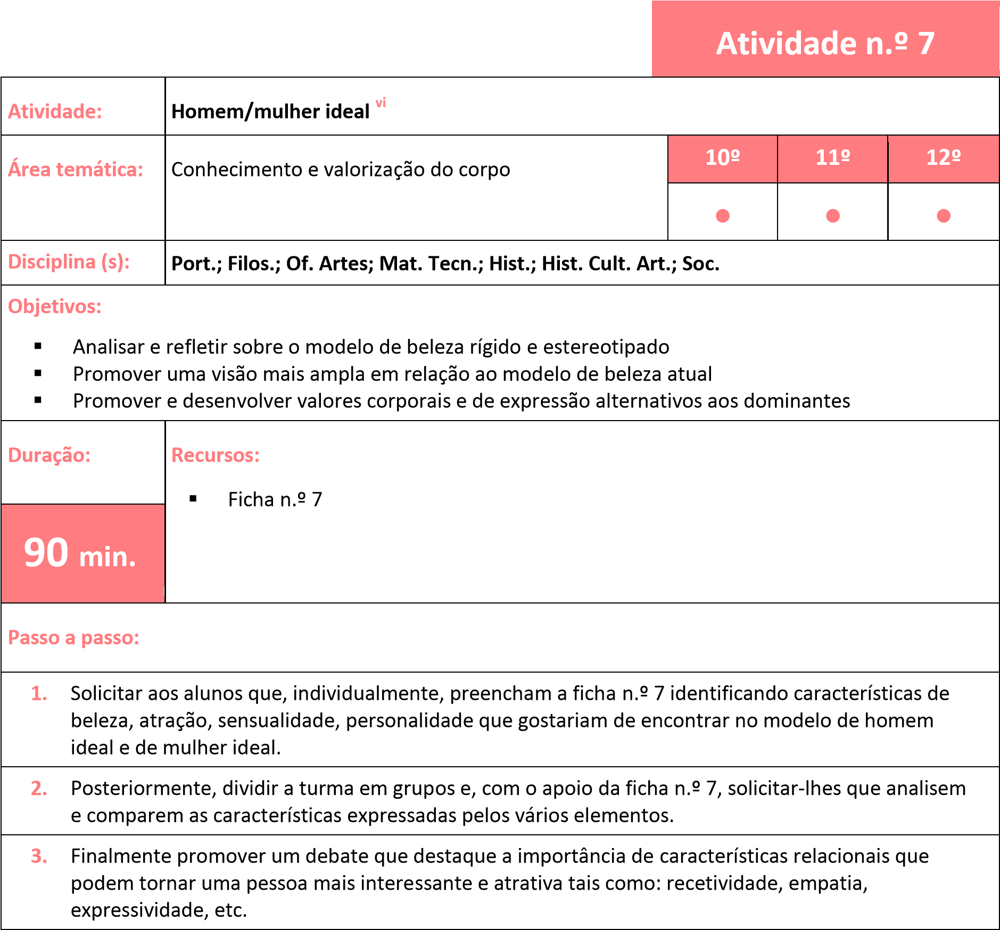 Atividade n.º 7
Atividade:
Homem/mulher ideal vi
Área temática:
Conhecimento e valorização do corpo
10º
11º
12º
Disciplina (s):
Port.; Filos.; Of. Artes; Mat. Tecn.; Hist.; Hist. Cult. Art.; Soc.
Objetivos:
▪ Analisar e refletir sobre o modelo de beleza rígido e estereotipado
▪ Promover uma visão mais ampla em relação ao modelo de beleza atual
▪ Promover e desenvolver valores corporais e de expressão alternativos aos dominantes
Duração:
90 min.
Recursos:
▪ Ficha n.º 7
Passo a passo:
1. Solicitar aos alunos que, individualmente, preencham a ficha n.º 7 identificando características de
beleza, atração, sensualidade, personalidade que gostariam de encontrar no modelo de homem
ideal e de mulher ideal.
2. Posteriormente, dividir a turma em grupos e, com o apoio da ficha n.º 7, solicitar-lhes que analisem
e comparem as características expressadas pelos vários elementos.
3. Finalmente promover um debate que destaque a importância de características relacionais que
podem tornar uma pessoa mais interessante e atrativa tais como: recetividade, empatia,
expressividade, etc.